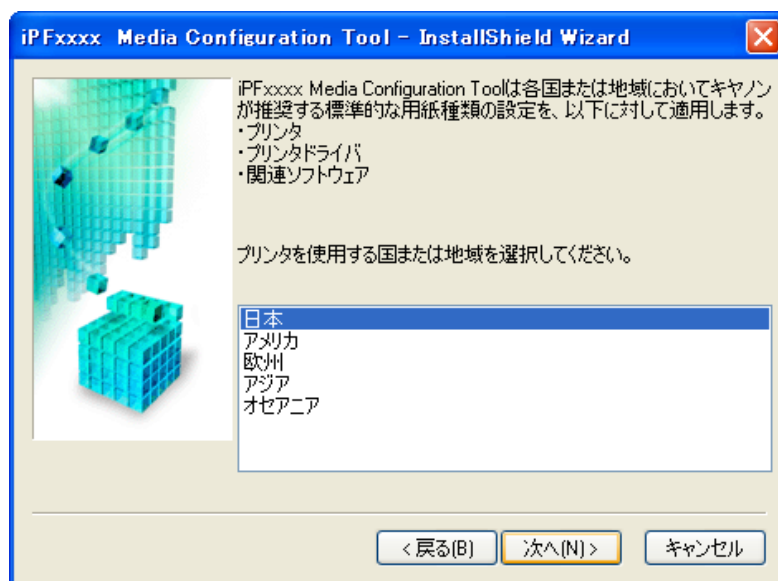 iPFxxxx Media Configuration Tool – InstallShield Wizard
iPFxxxx Media Configuration Toolは各国または地域においてキヤノン
が推奨する標準的な用紙種類の設定を、以下に対して適用します。
・プリンタ
・プリンタドライバ
・関連ソフトウェア
プリンタを使用する国または地域を選択してください。
日本
アメリカ
欧州
アジア
オセアニア
< 戻る(B)
次へ(N) >
キャンセル